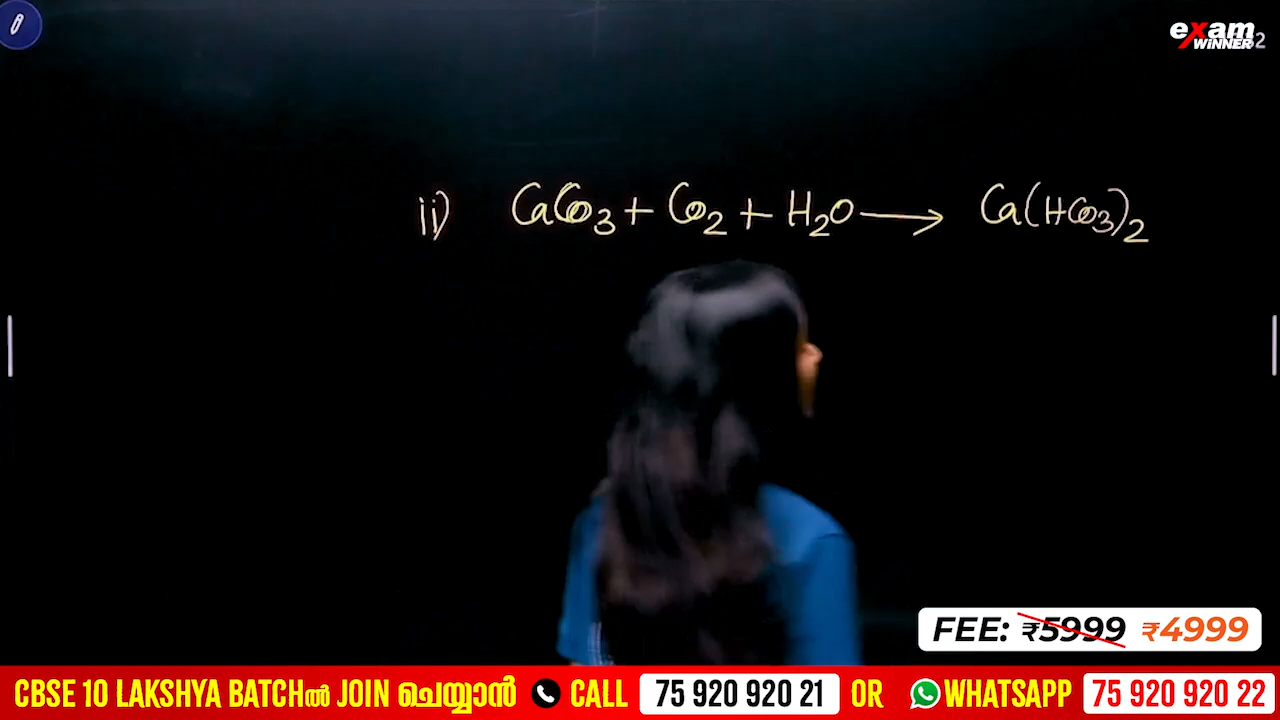 exam
WINNER
ii) CaCO3 + CO2 + H2O ⟶ Ca(HCO3)2
FEE: ₹5999 ₹4999
CBSE 10 LAKSHYA BATCHൽ JOIN ചെയ്യാൻ CALL 75 920 920 21 OR WHATSAPP 75 920 920 22